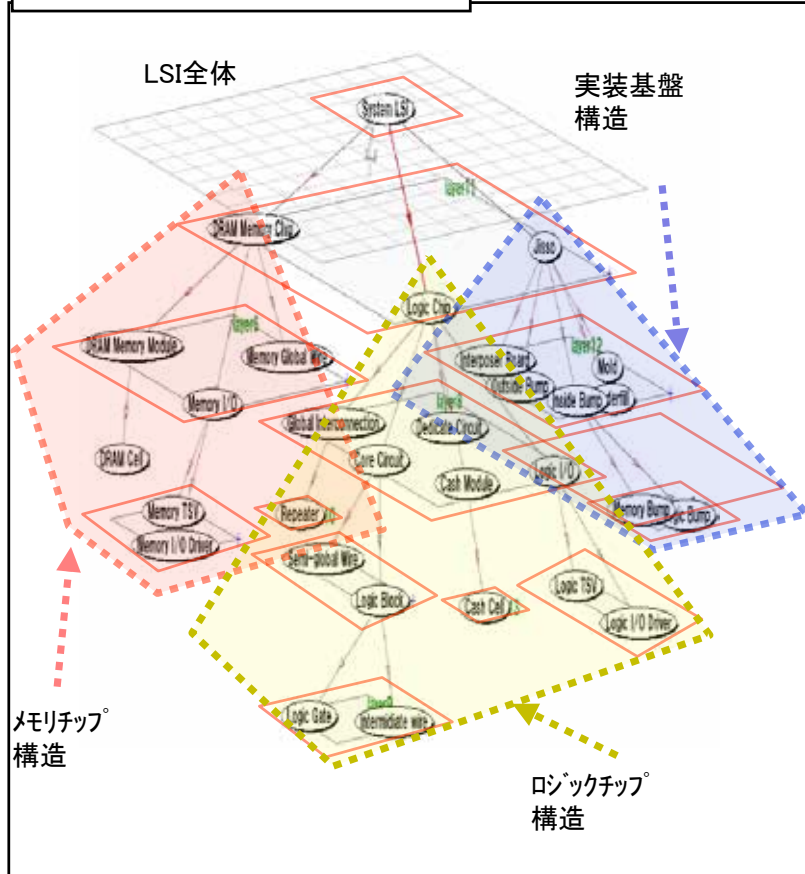 LSI全体
実装基盤
構造
System LSI
layer11
DRAM Memory Chip
Jisso
Logic Chip
DRAM Memory Module
Memory Global Wire
Memory I/O
Interposer Board
layer12
Mold
Outside Bump
Inside Bump
Global Interconnection
Dedicate Circuit
DRAM Cell
Core Circuit
Cash Module
Logic I/O
Memory TSV
Repeater
Memory Bump
Memory I/O Driver
Semi-global Wire
Logic Block
Cash Cell
Logic TSV
Logic I/O Driver
Logic Gate
Intermidiate wire
メモリチップ
構造
ロジックチップ
構造